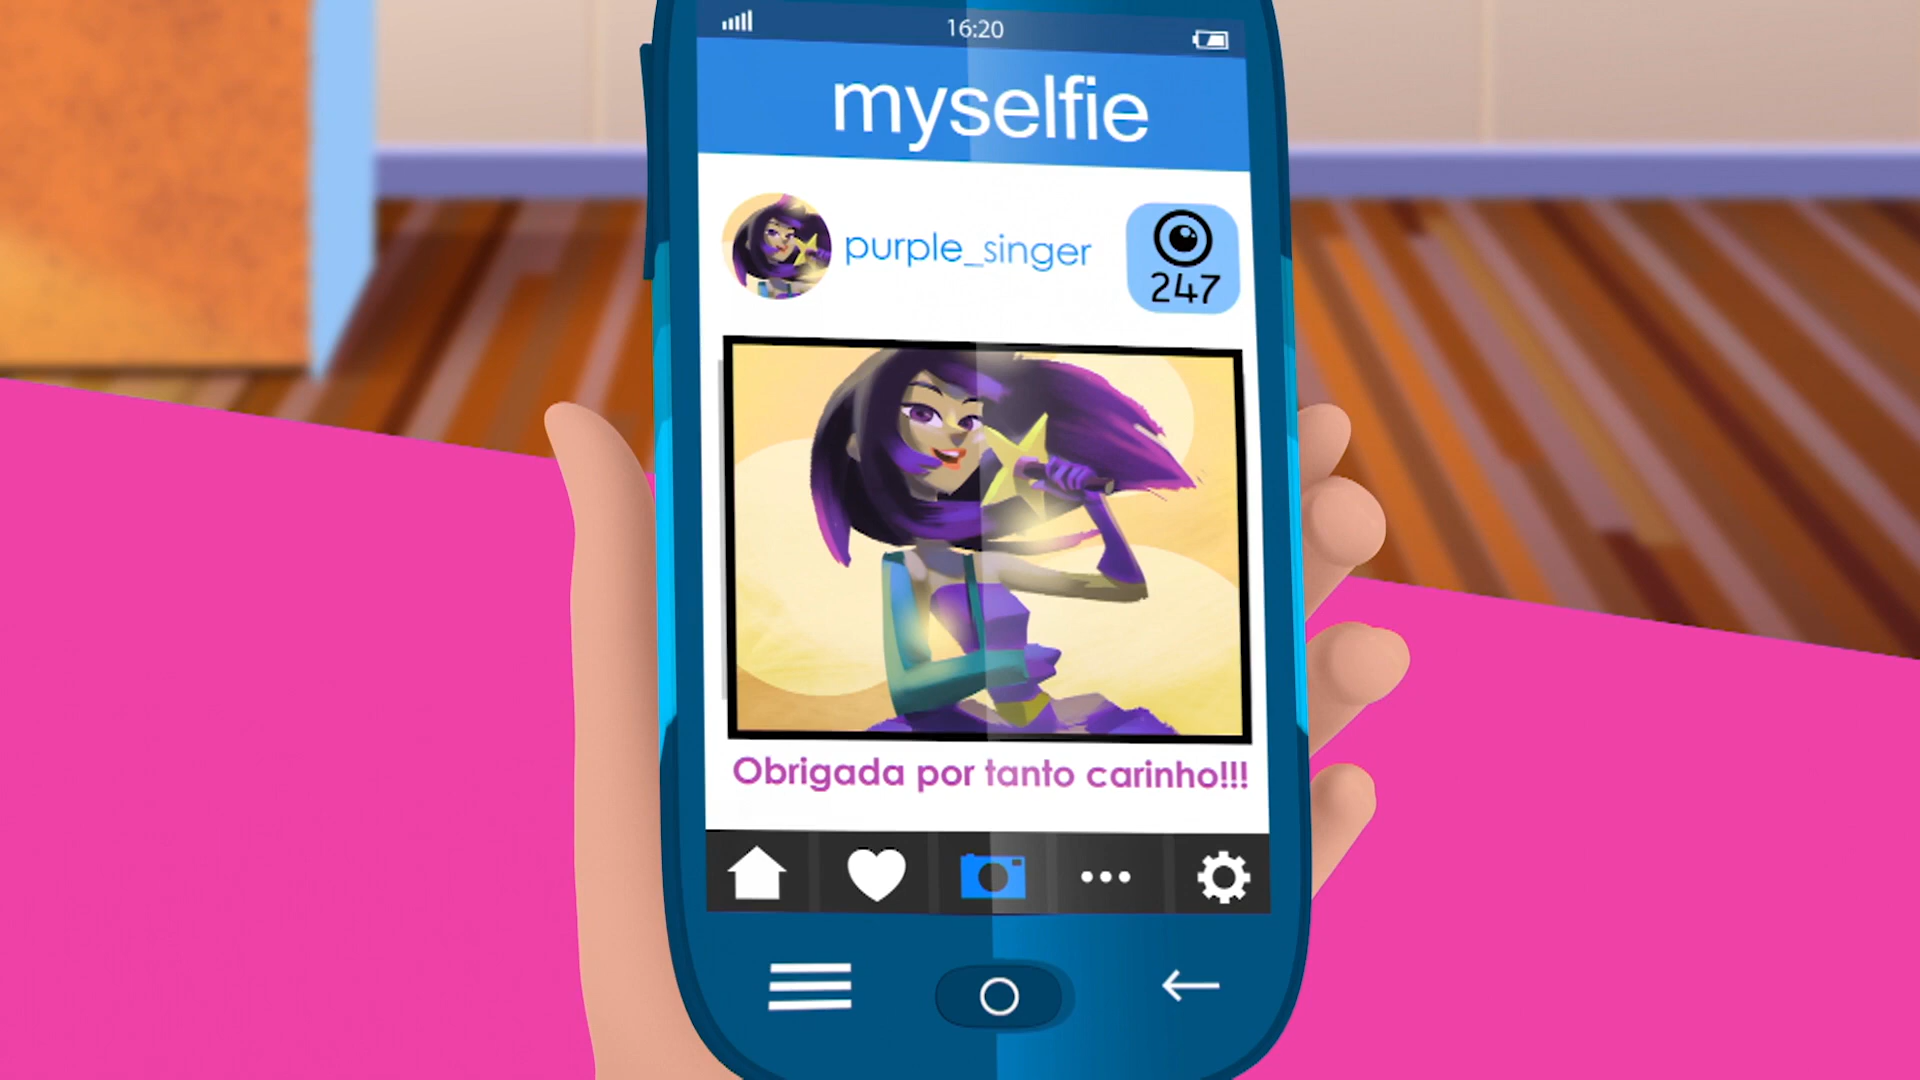 16:20
myselfie
purple_singer
247
Obrigada por tanto carinho!!!